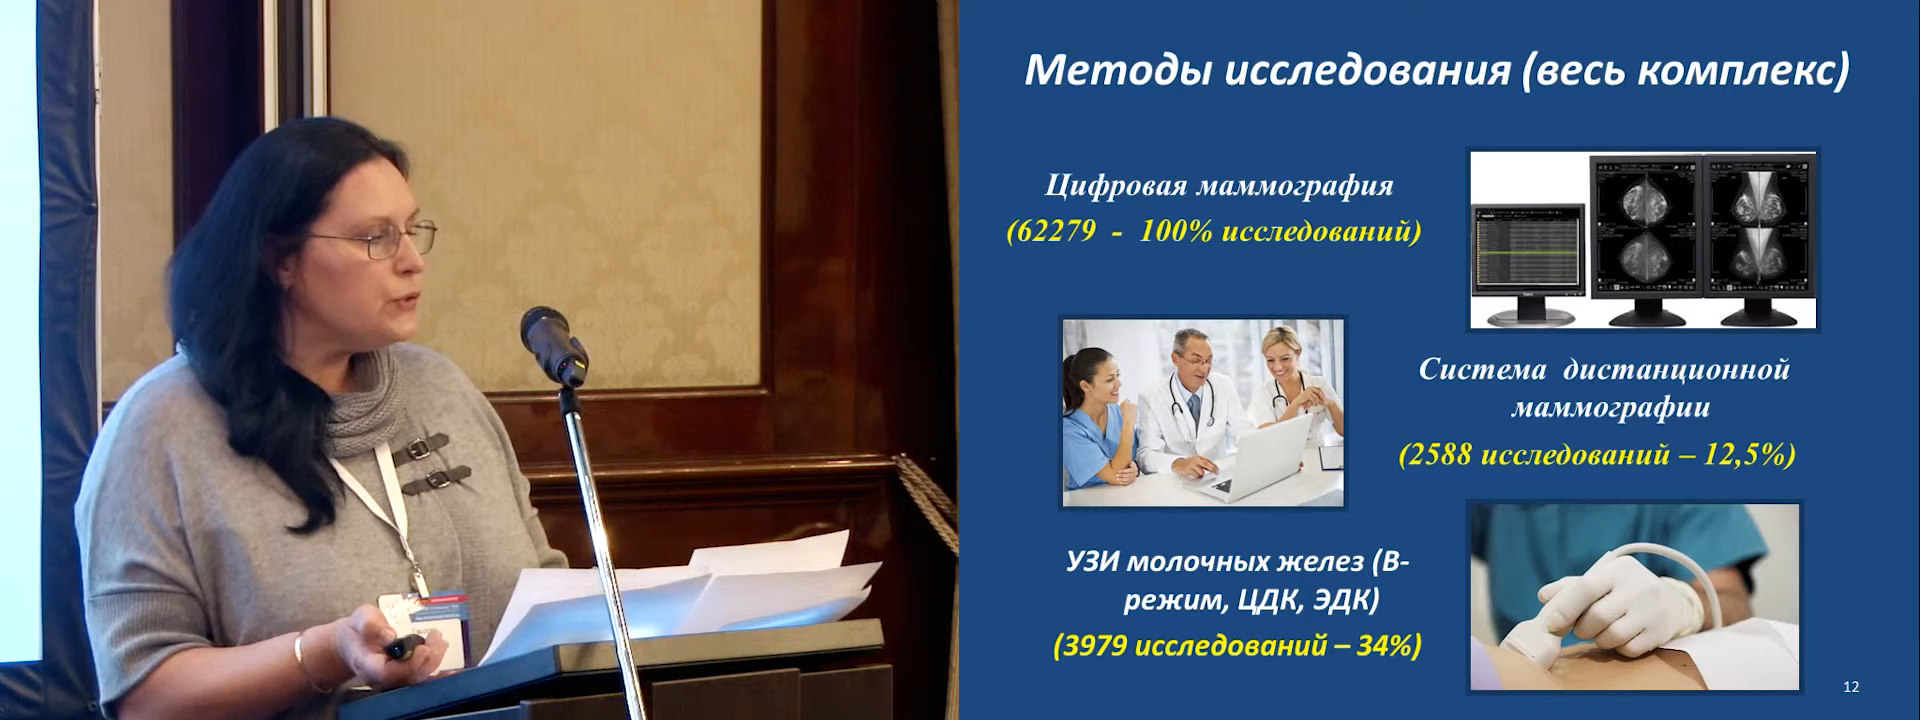 Методы исследования (весь комплекс)
Цифровая маммография
(62279 - 100% исследований)
Система дистанционной
маммографии
(2588 исследований – 12,5%)
УЗИ молочных желез (В-
режим, ЦДК, ЭДК)
(3979 исследований – 34%)
12